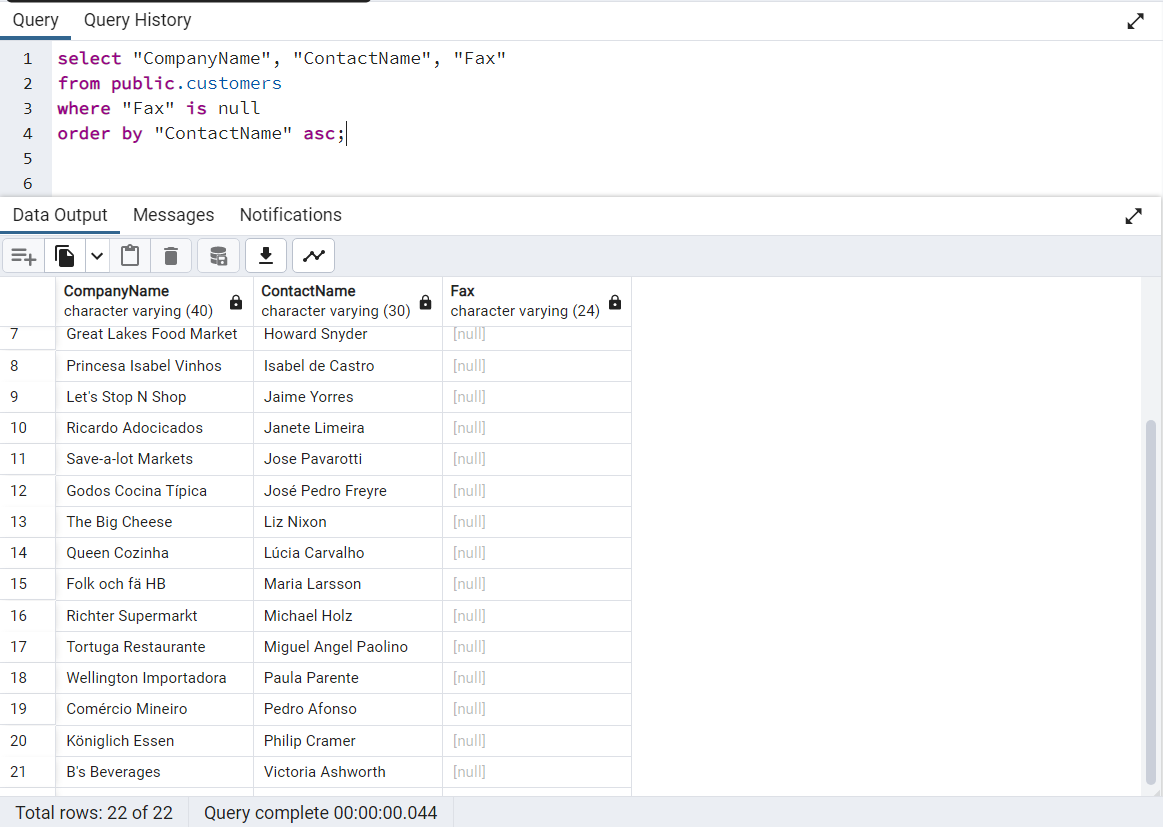 Query Query History
1 select "CompanyName", "ContactName", "Fax"
2 from public.customers
3 where "Fax" is null
4 order by "ContactName" asc;
5
6
Data Output Messages Notifications
CompanyName ContactName Fax
character varying (40) character varying (30) character varying (24)
7 Great Lakes Food Market Howard Snyder [null]
8 Princesa Isabel Vinhos Isabel de Castro [null]
9 Let's Stop N Shop Jaime Yorres [null]
10 Ricardo Adocicados Janete Limeira [null]
11 Save-a-lot Markets Jose Pavarotti [null]
12 Godos Cocina Típica José Pedro Freyre [null]
13 The Big Cheese Liz Nixon [null]
14 Queen Cozinha Lúcia Carvalho [null]
15 Folk och fä HB Maria Larsson [null]
16 Richter Supermarkt Michael Holz [null]
17 Tortuga Restaurante Miguel Angel Paolino [null]
18 Wellington Importadora Paula Parente [null]
19 Comércio Mineiro Pedro Afonso [null]
20 Königlich Essen Philip Cramer [null]
21 B's Beverages Victoria Ashworth [null]
Total rows: 22 of 22 Query complete 00:00:00.044